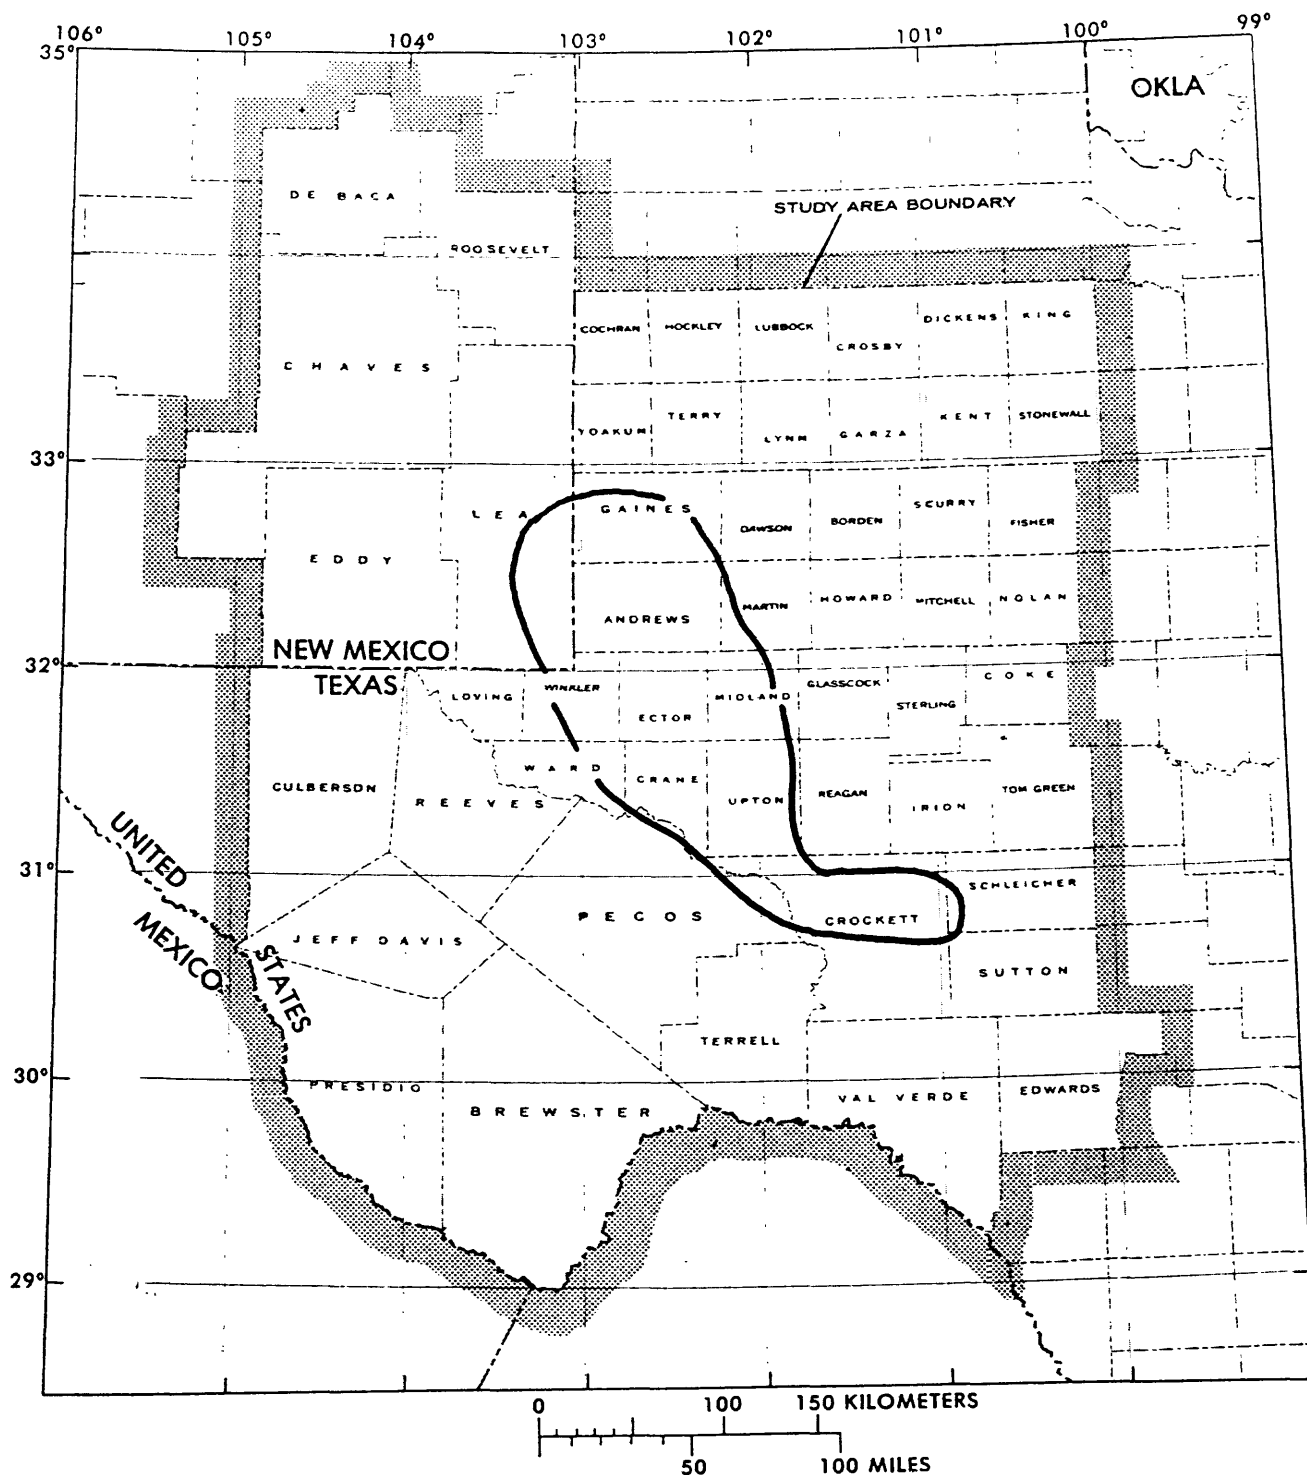 106° 105° 104° 103° 102° 101° 100° 99°
35°
OKLA
DE BACA
STUDY AREA BOUNDARY
ROOSEVELT
COCHRAN HOCKLEY LUBBOCK CROSBY DICKENS KING
CHAVES
YOAKUM TERRY LYNN GARZA KENT STONEWALL
33°
LEA GAINES DAWSON BORDEN SCURRY FISHER
EDDY
ANDREWS MARTIN HOWARD MITCHELL NOLAN
NEW MEXICO
32°
TEXAS
LOVING WINKLER ECTOR MIDLAND GLASSCOCK STERLING COKE
CULBERSON REEVES WARD CRANE UPTON REAGAN IRION TOM GREEN
31°
UNITED STATES
MEXICO
JEFF DAVIS PECOS CROCKETT SCHLEICHER
SUTTON
TERRELL
30°
PRESIDIO BREWSTER VAL VERDE EDWARDS
29°
0 100 150 KILOMETERS
50 100 MILES